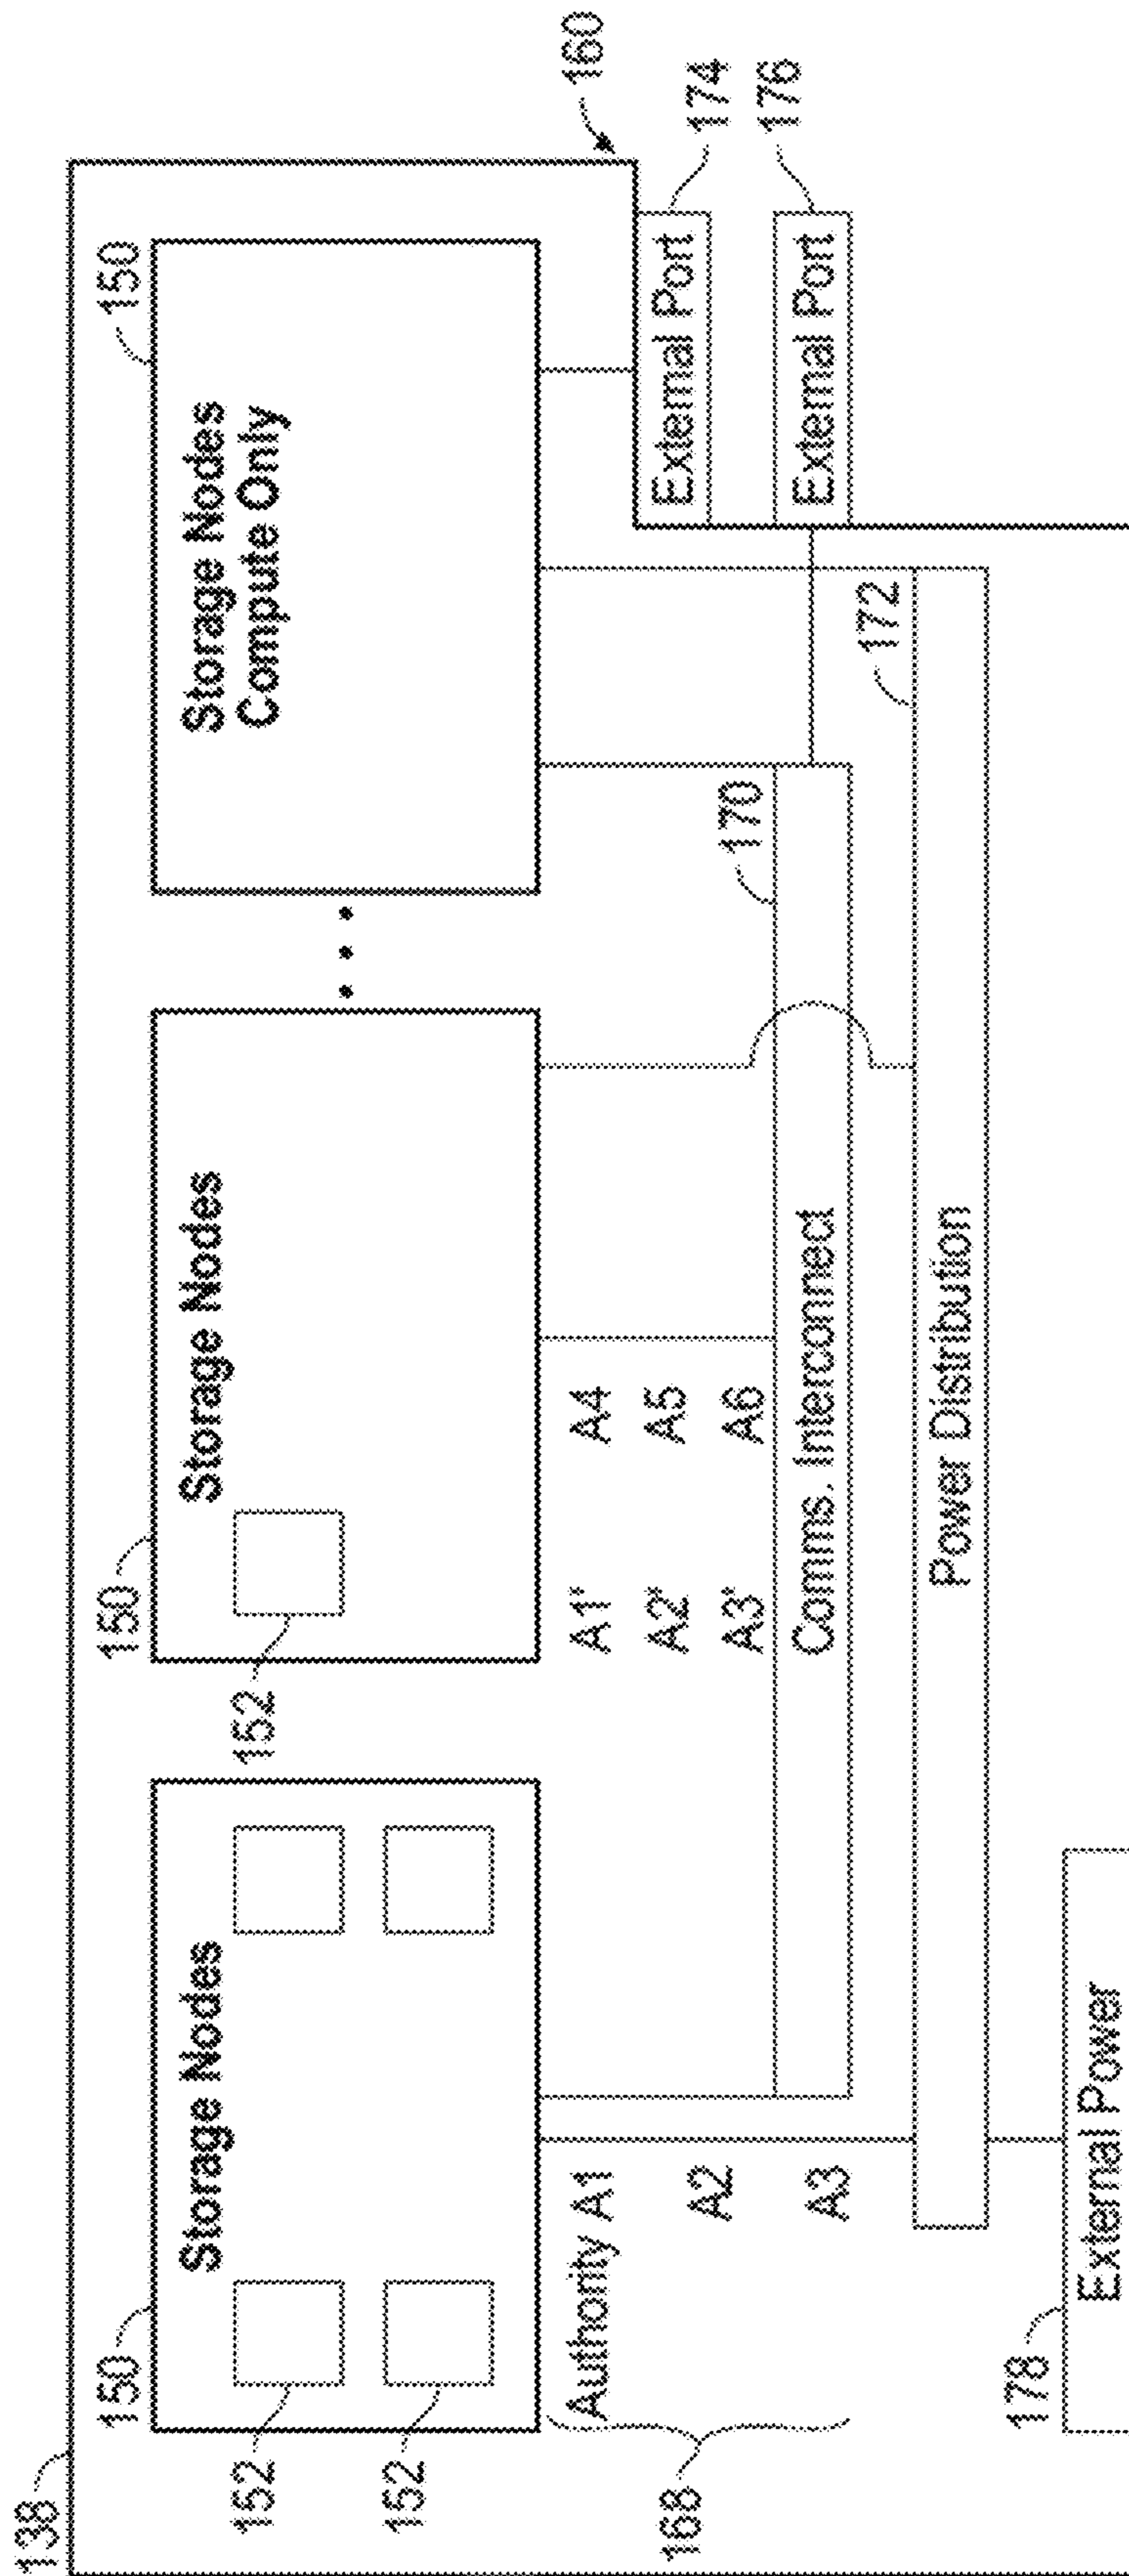 138
160
150
150
150
Storage Nodes
Storage Nodes
Storage Nodes
Compute Only
152
152
152
168
Authority A1
A2
A3
A1'
A2'
A3'
A4
A5
A6
170
Comms. Interconnect
172
Power Distribution
External Port
174
External Port
176
178
External Power